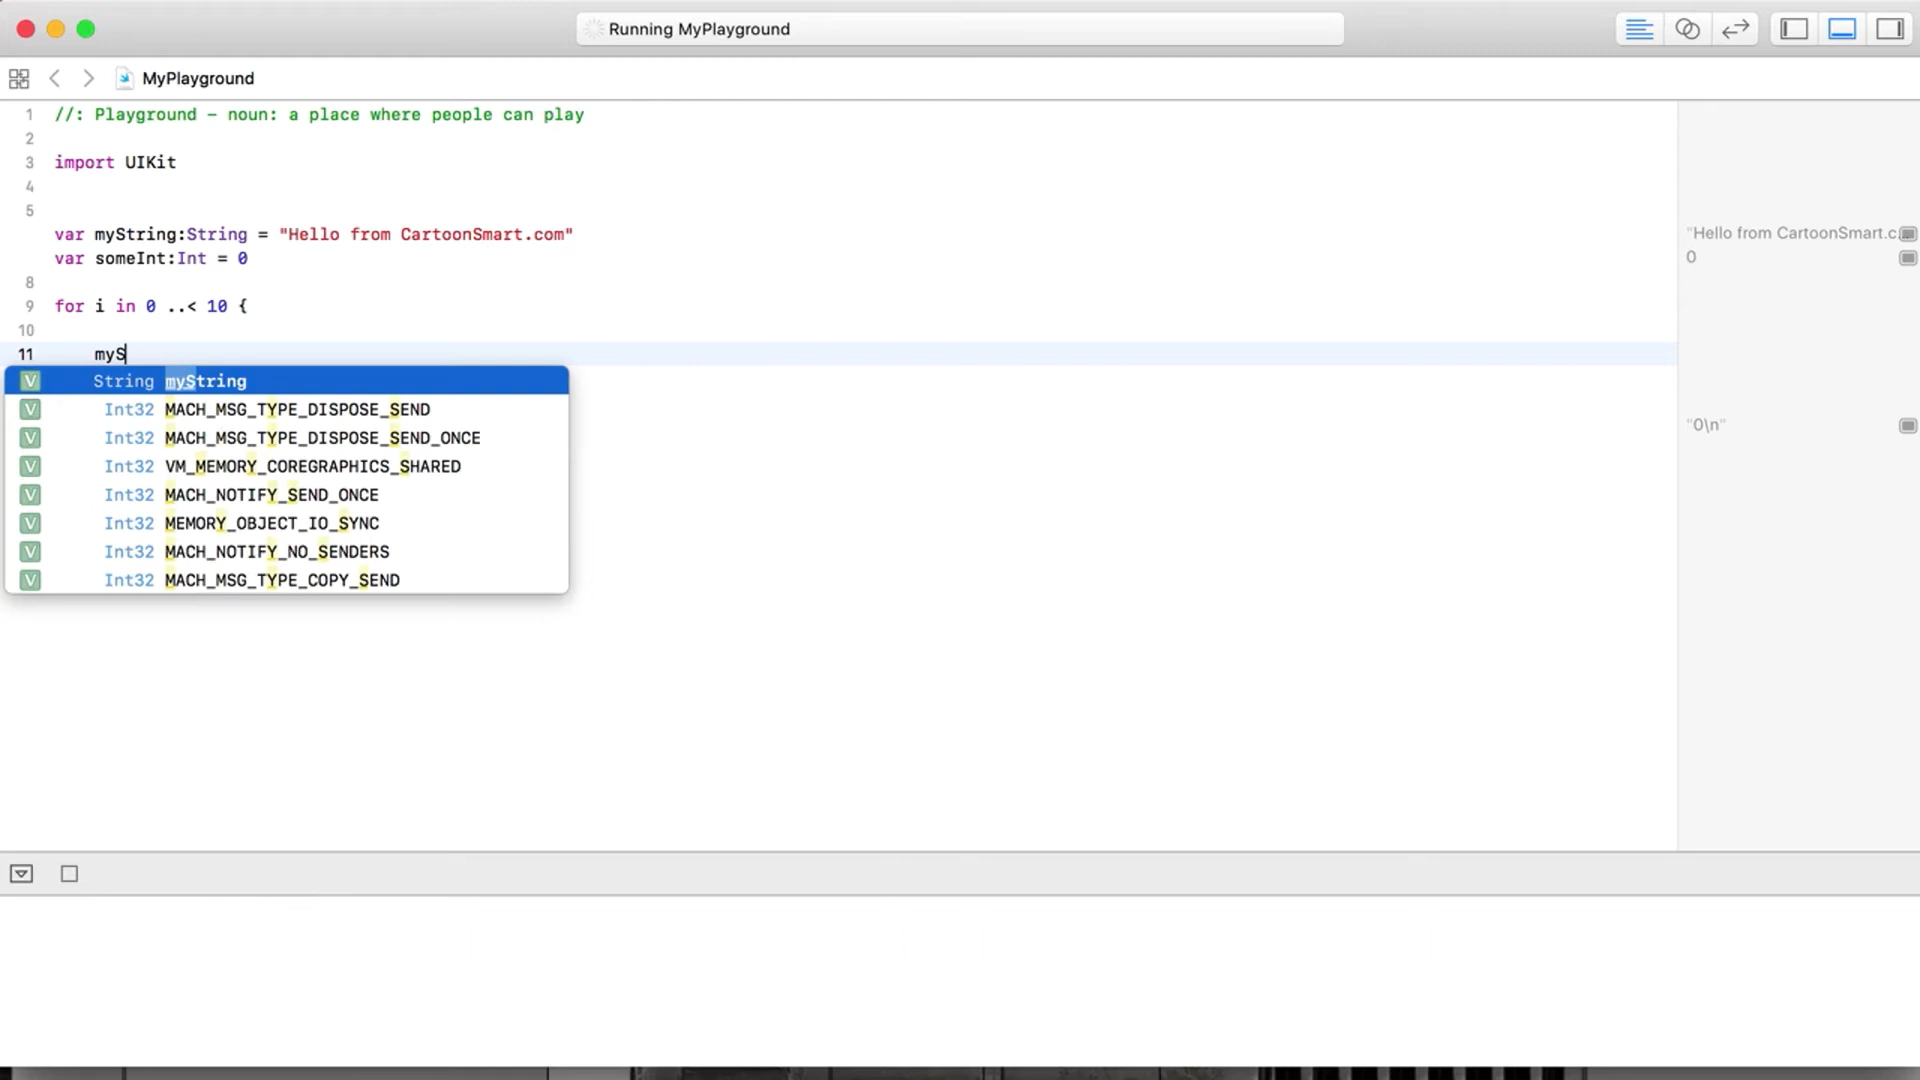 Running MyPlayground
MyPlayground
1 //: Playground – noun: a place where people can play
2
3 import UIKit
4
5
var myString:String = "Hello from CartoonSmart.com" "Hello from CartoonSmart.c...
var someInt:Int = 0 0
8
9 for i in 0 ..< 10 {
10
11 myS
V String myString
V Int32 MACH_MSG_TYPE_DISPOSE_SEND
"0\n"
V Int32 MACH_MSG_TYPE_DISPOSE_SEND_ONCE
V Int32 VM_MEMORY_COREGRAPHICS_SHARED
V Int32 MACH_NOTIFY_SEND_ONCE
V Int32 MEMORY_OBJECT_IO_SYNC
V Int32 MACH_NOTIFY_NO_SENDERS
V Int32 MACH_MSG_TYPE_COPY_SEND